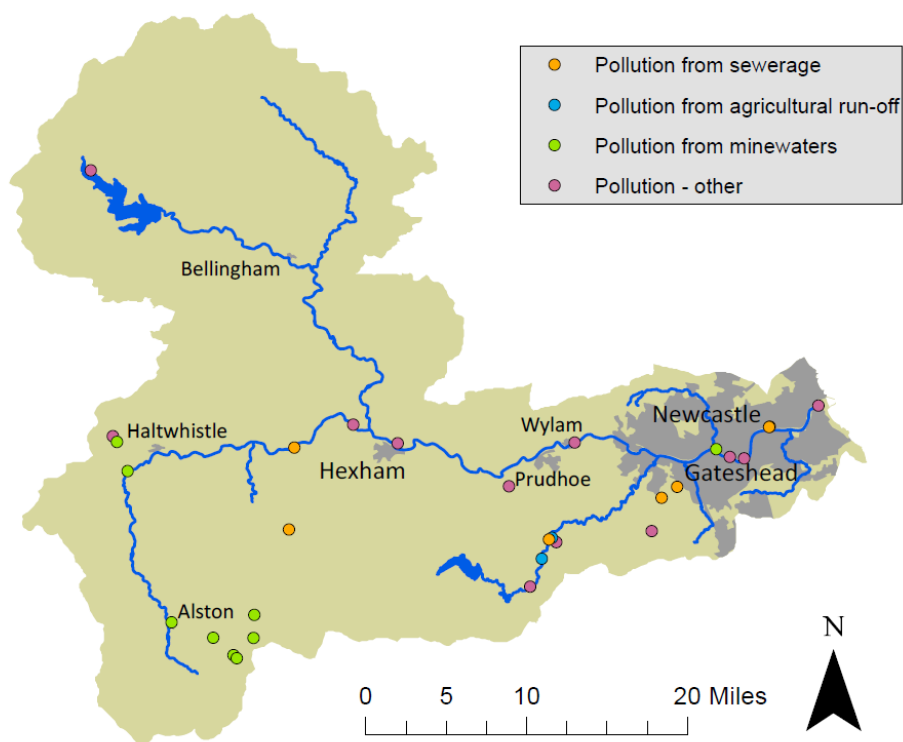 Pollution from sewerage
Pollution from agricultural run-off
Pollution from minewaters
Pollution - other
Bellingham
Haltwhistle
Hexham
Wylam
Prudhoe
Newcastle
Gateshead
Alston
N
0 5 10 20 Miles